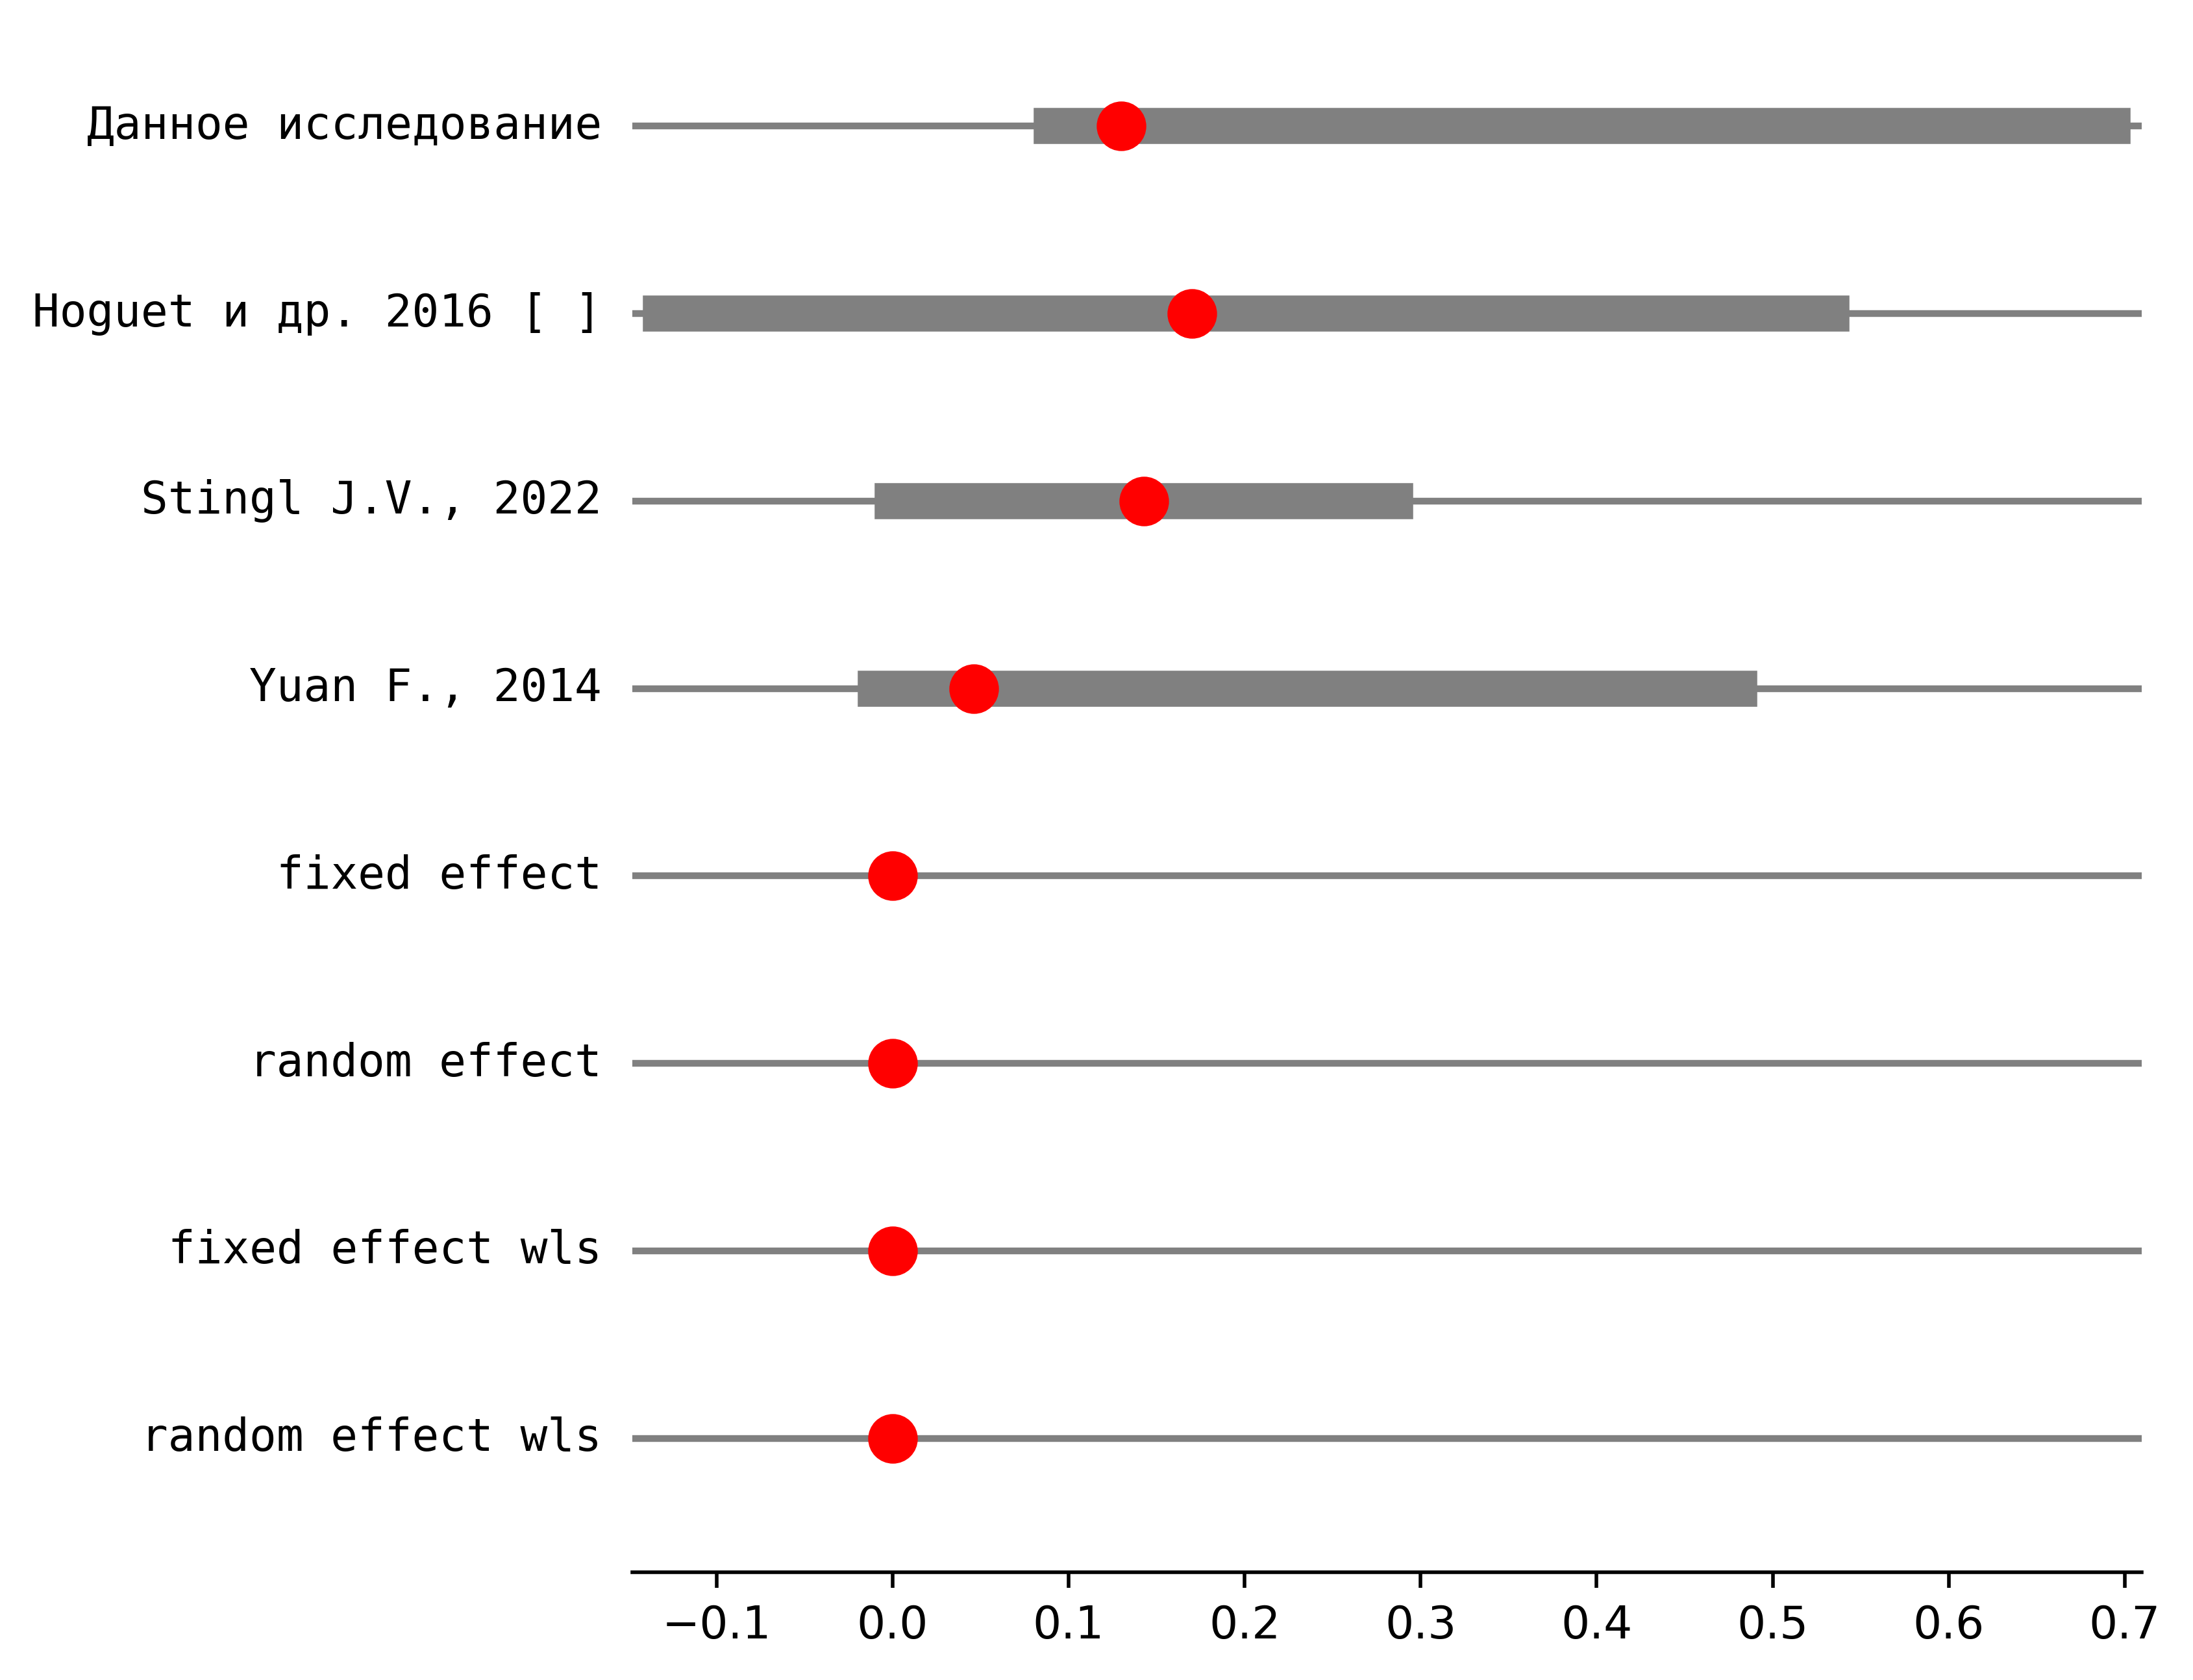 Данное исследование
Hoguet и др. 2016 [ ]
Stingl J.V., 2022
Yuan F., 2014
fixed effect
random effect
fixed effect wls
random effect wls
−0.1 0.0 0.1 0.2 0.3 0.4 0.5 0.6 0.7